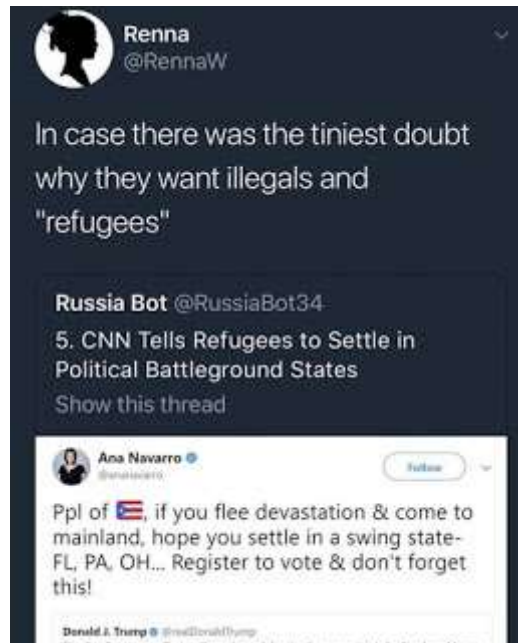 Renna
@RennaW
In case there was the tiniest doubt
why they want illegals and
"refugees"
Russia Bot @RussiaBot34
5. CNN Tells Refugees to Settle in
Political Battleground States
Show this thread
Ana Navarro
@ananavarro
Follow
Ppl of 🇵🇷, if you flee devastation & come to
mainland, hope you settle in a swing state-
FL, PA, OH... Register to vote & don't forget
this!
Donald J. Trump @realDonaldTrump